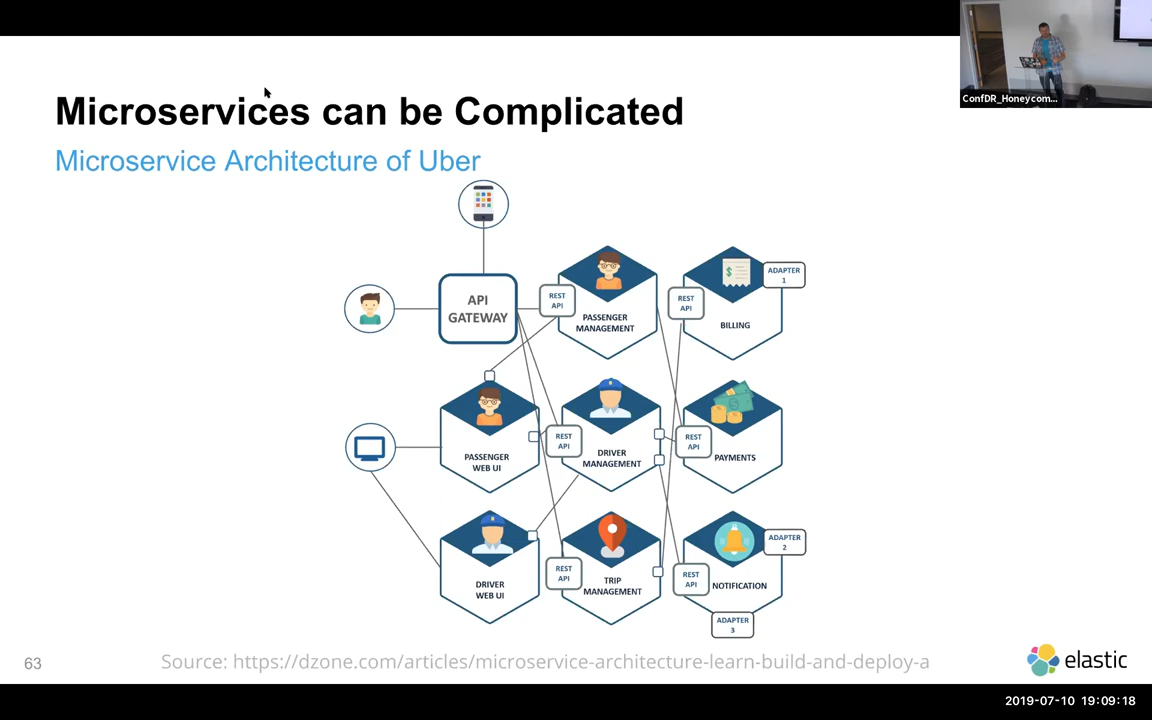 ConfDR_Honeycom...
Microservices can be Complicated
Microservice Architecture of Uber
API
GATEWAY
REST
API
PASSENGER
MANAGEMENT
REST
API
BILLING
ADAPTER
1
PASSENGER
WEB UI
REST
API
DRIVER
MANAGEMENT
REST
API
PAYMENTS
DRIVER
WEB UI
REST
API
TRIP
MANAGEMENT
REST
API
NOTIFICATION
ADAPTER
2
ADAPTER
3
63
Source: https://dzone.com/articles/microservice-architecture-learn-build-and-deploy-a
elastic
2019-07-10 19:09:18